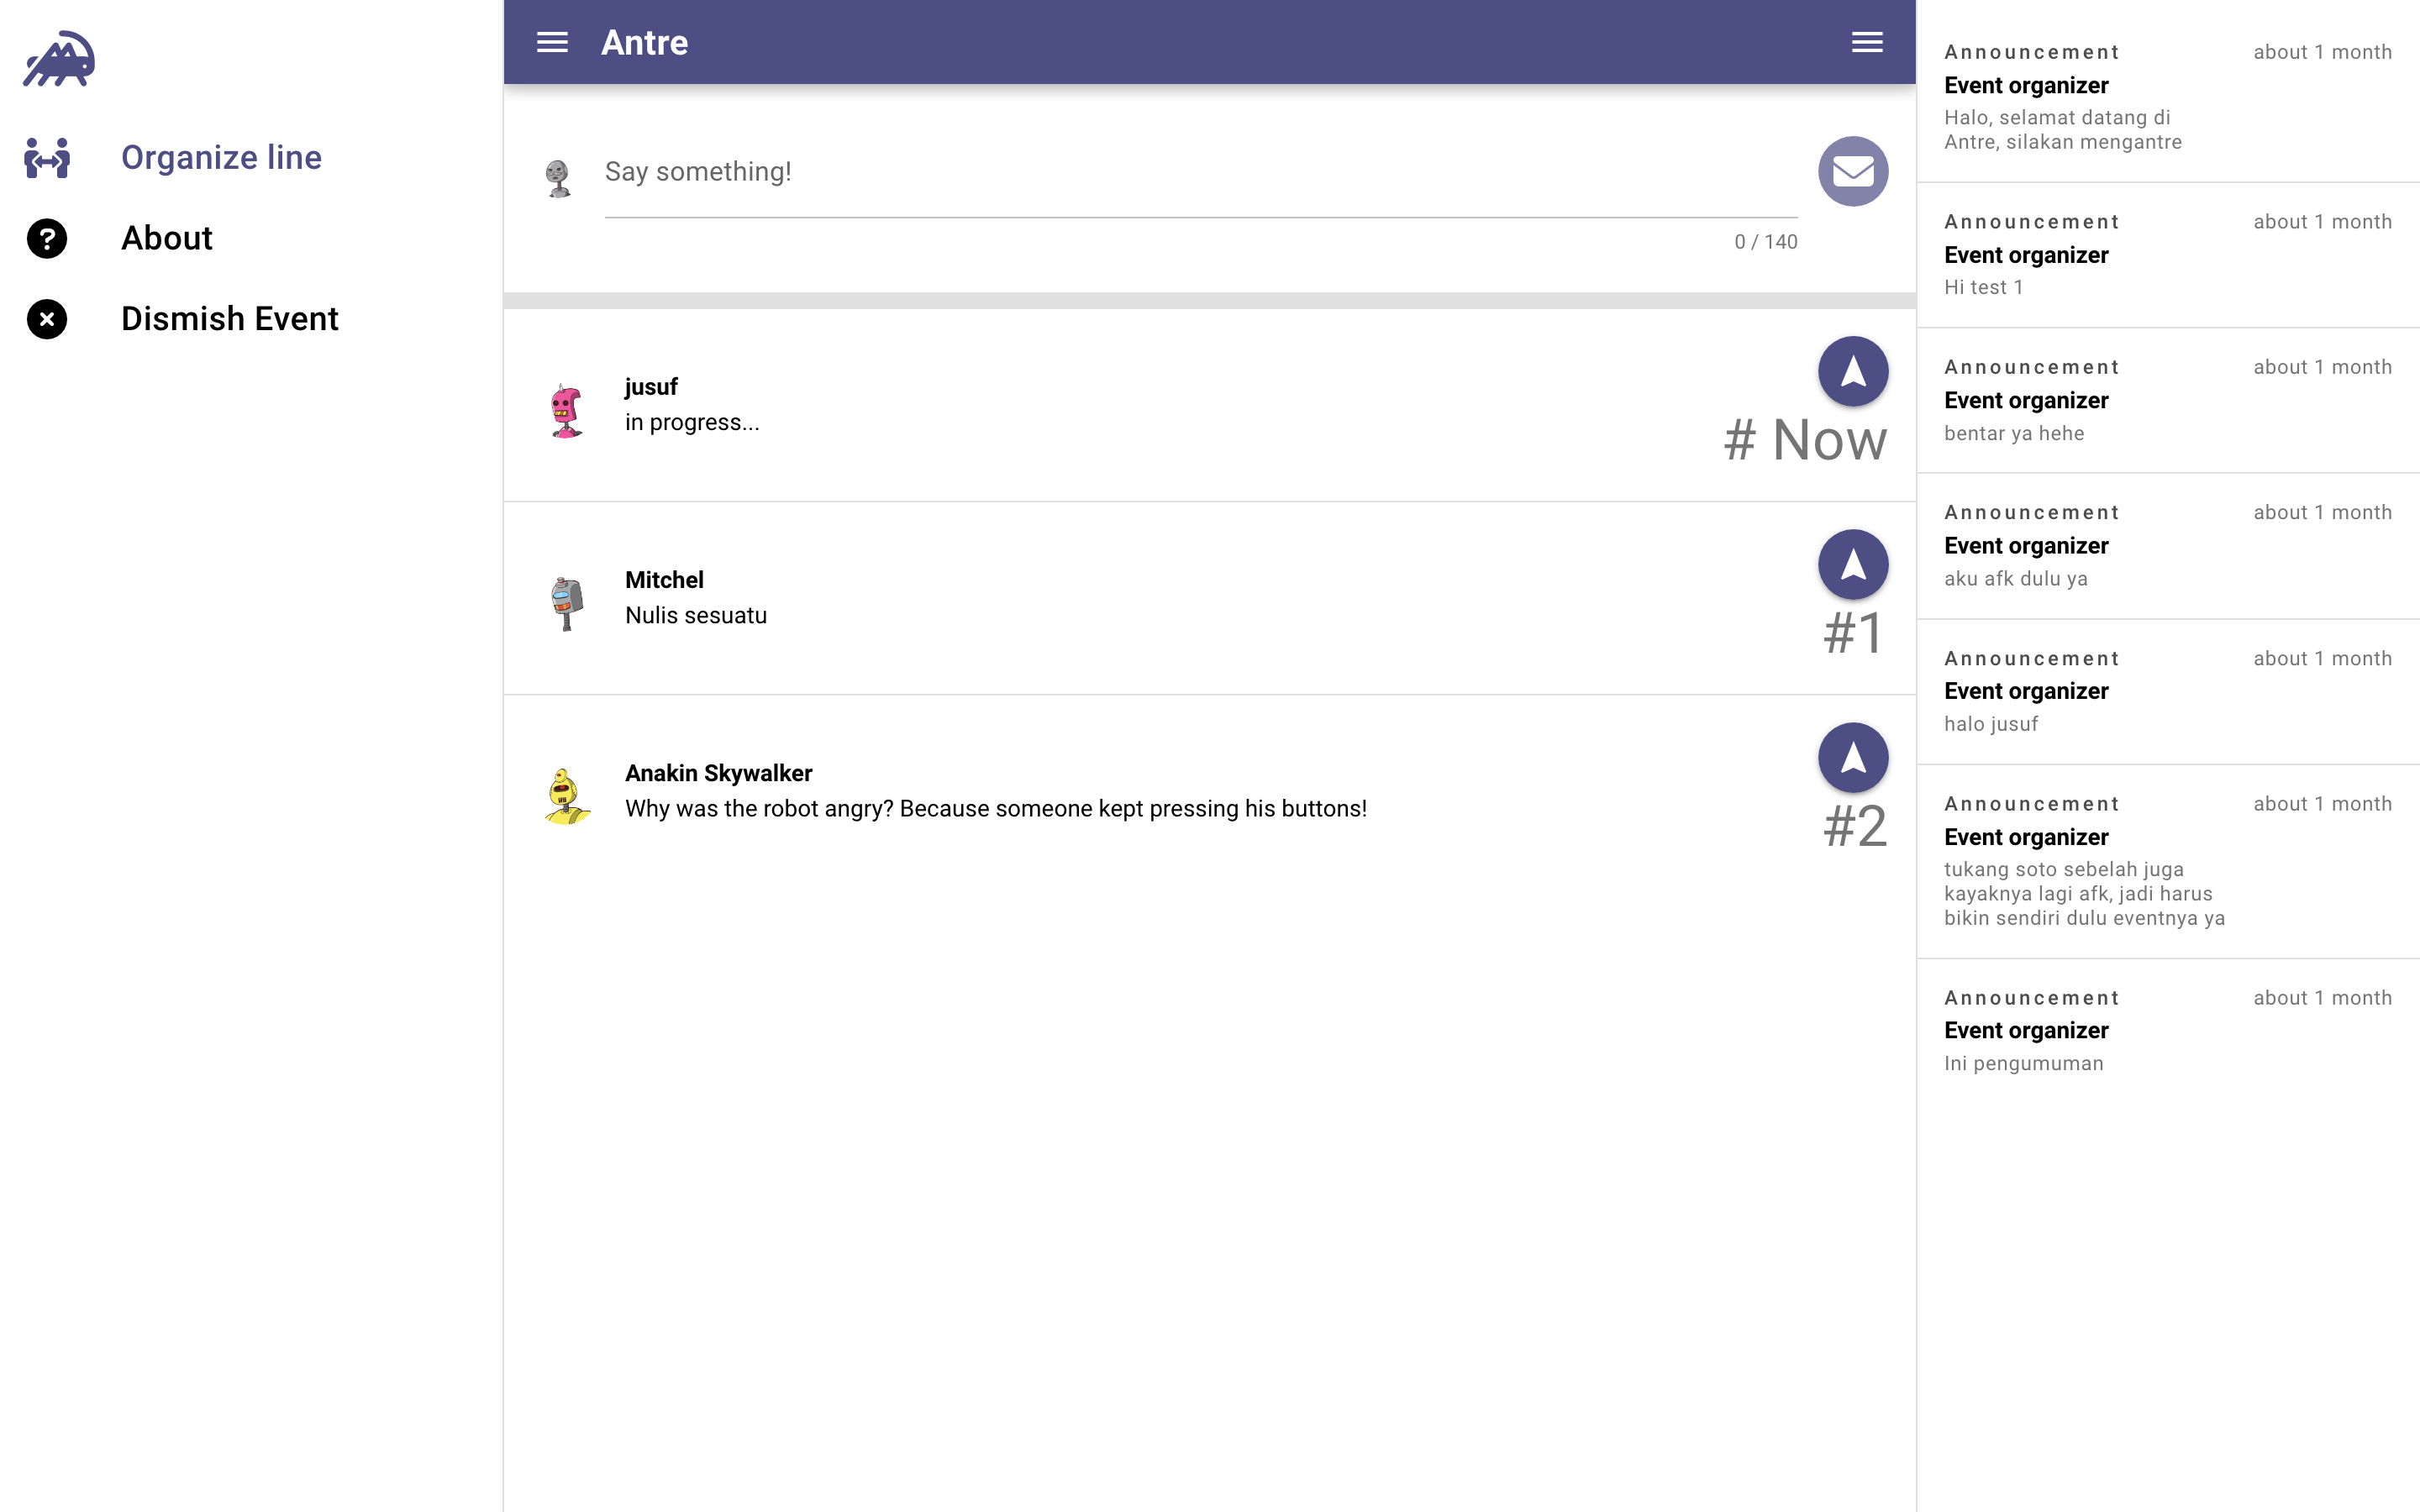 Organize line
About
Dismish Event
Antre
Say something!
0 / 140
jusuf
in progress...
# Now
Mitchel
Nulis sesuatu
#1
Anakin Skywalker
Why was the robot angry? Because someone kept pressing his buttons!
#2
Announcement about 1 month
Event organizer
Halo, selamat datang di
Antre, silakan mengantre
Announcement about 1 month
Event organizer
Hi test 1
Announcement about 1 month
Event organizer
bentar ya hehe
Announcement about 1 month
Event organizer
aku afk dulu ya
Announcement about 1 month
Event organizer
halo jusuf
Announcement about 1 month
Event organizer
tukang soto sebelah juga
kayaknya lagi afk, jadi harus
bikin sendiri dulu eventnya ya
Announcement about 1 month
Event organizer
Ini pengumuman